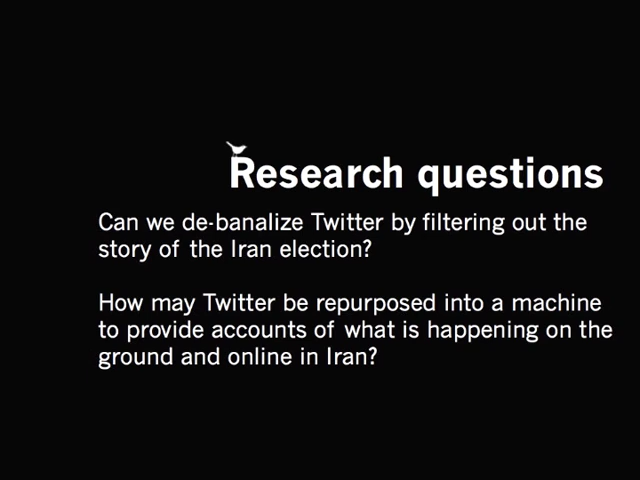 Research questions
Can we de-banalize Twitter by filtering out the
story of the Iran election?
How may Twitter be repurposed into a machine
to provide accounts of what is happening on the
ground and online in Iran?